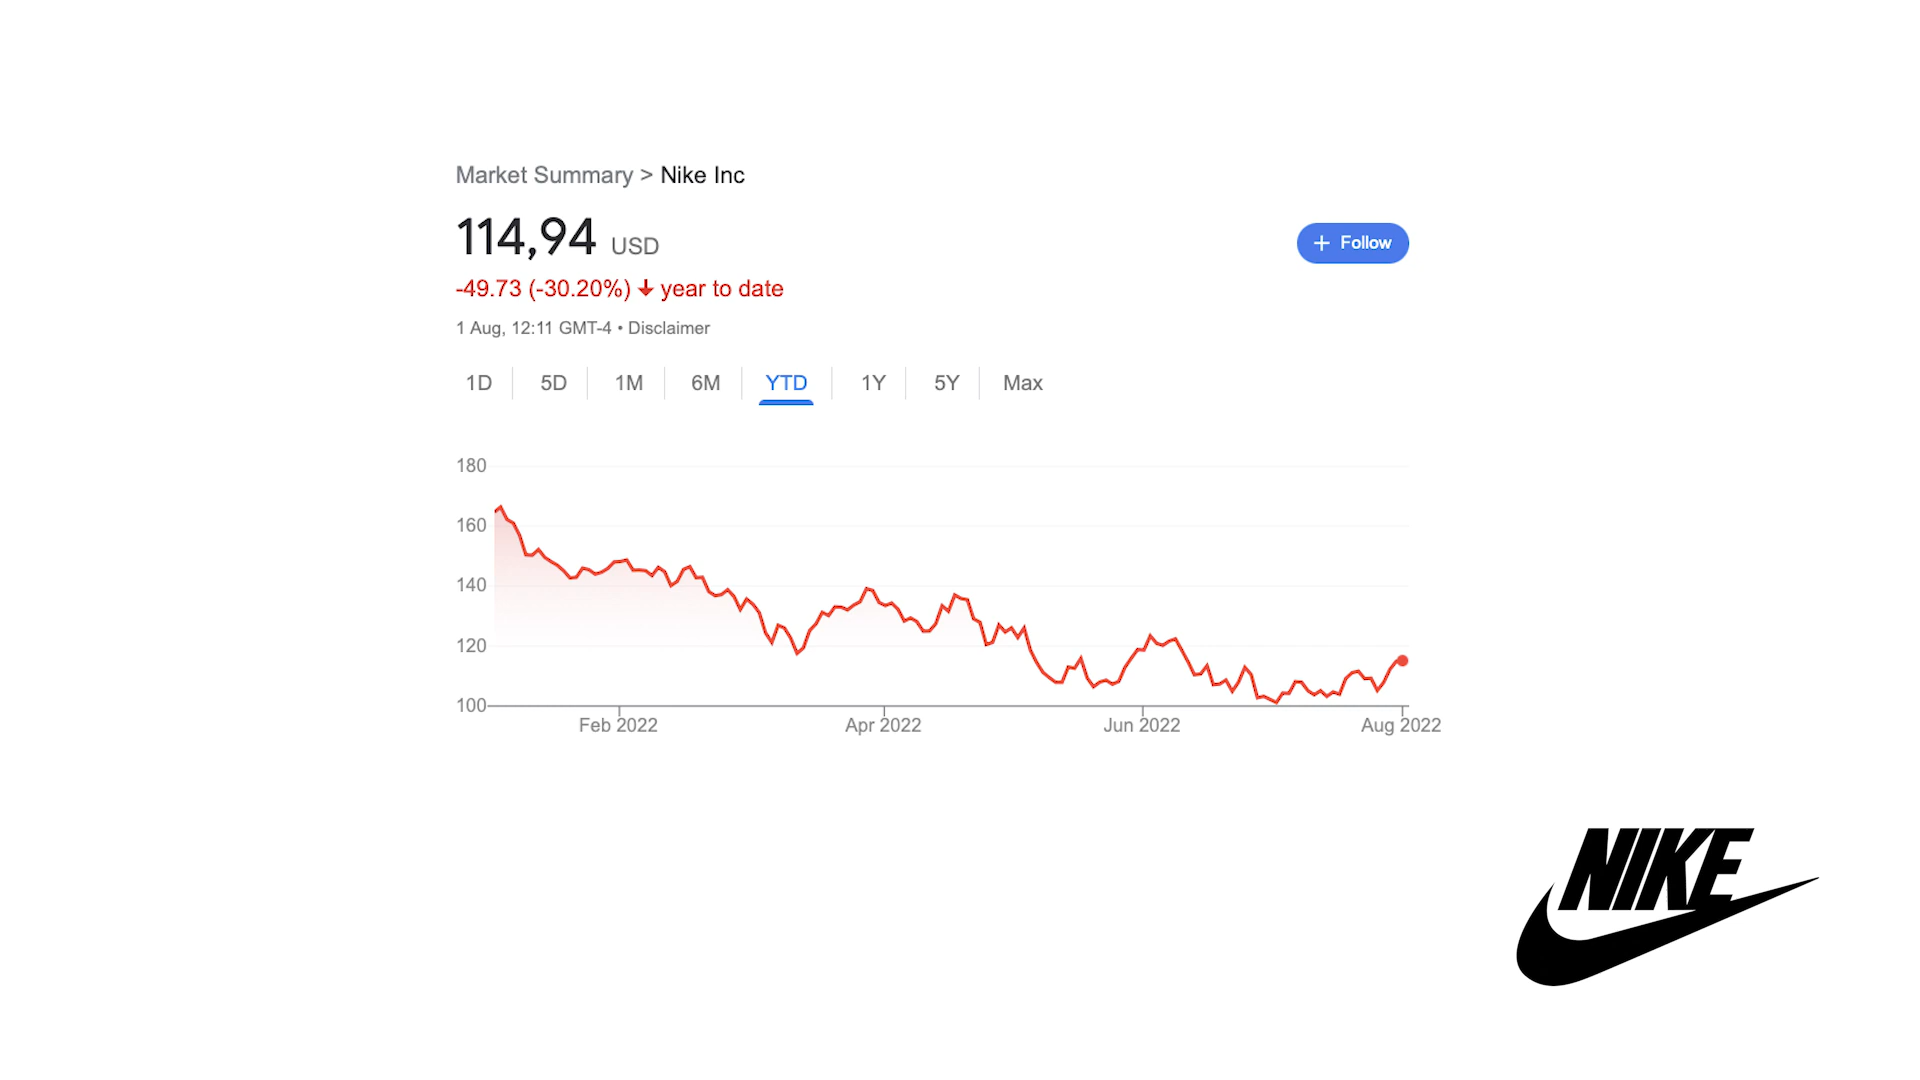 Market Summary > Nike Inc
114,94 USD
+ Follow
-49.73 (-30.20%) ↓ year to date
1 Aug, 12:11 GMT-4 • Disclaimer
1D 5D 1M 6M YTD 1Y 5Y Max
180
160
140
120
100
Feb 2022 Apr 2022 Jun 2022 Aug 2022
NIKE